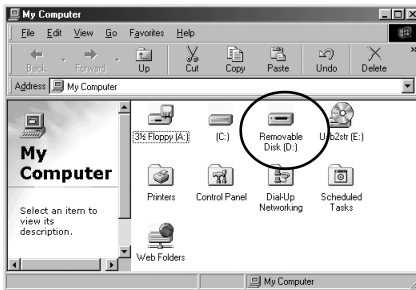 My Computer
File Edit View Go Favorites Help
Back Forward Up Cut Copy Paste Undo Delete
Address My Computer
My
Computer
Select an item to
view its
description.
3½ Floppy (A:)
(C:)
Removable
Disk (D:)
Usb2str (E:)
Printers
Control Panel
Dial-Up
Networking
Scheduled
Tasks
Web Folders
My Computer